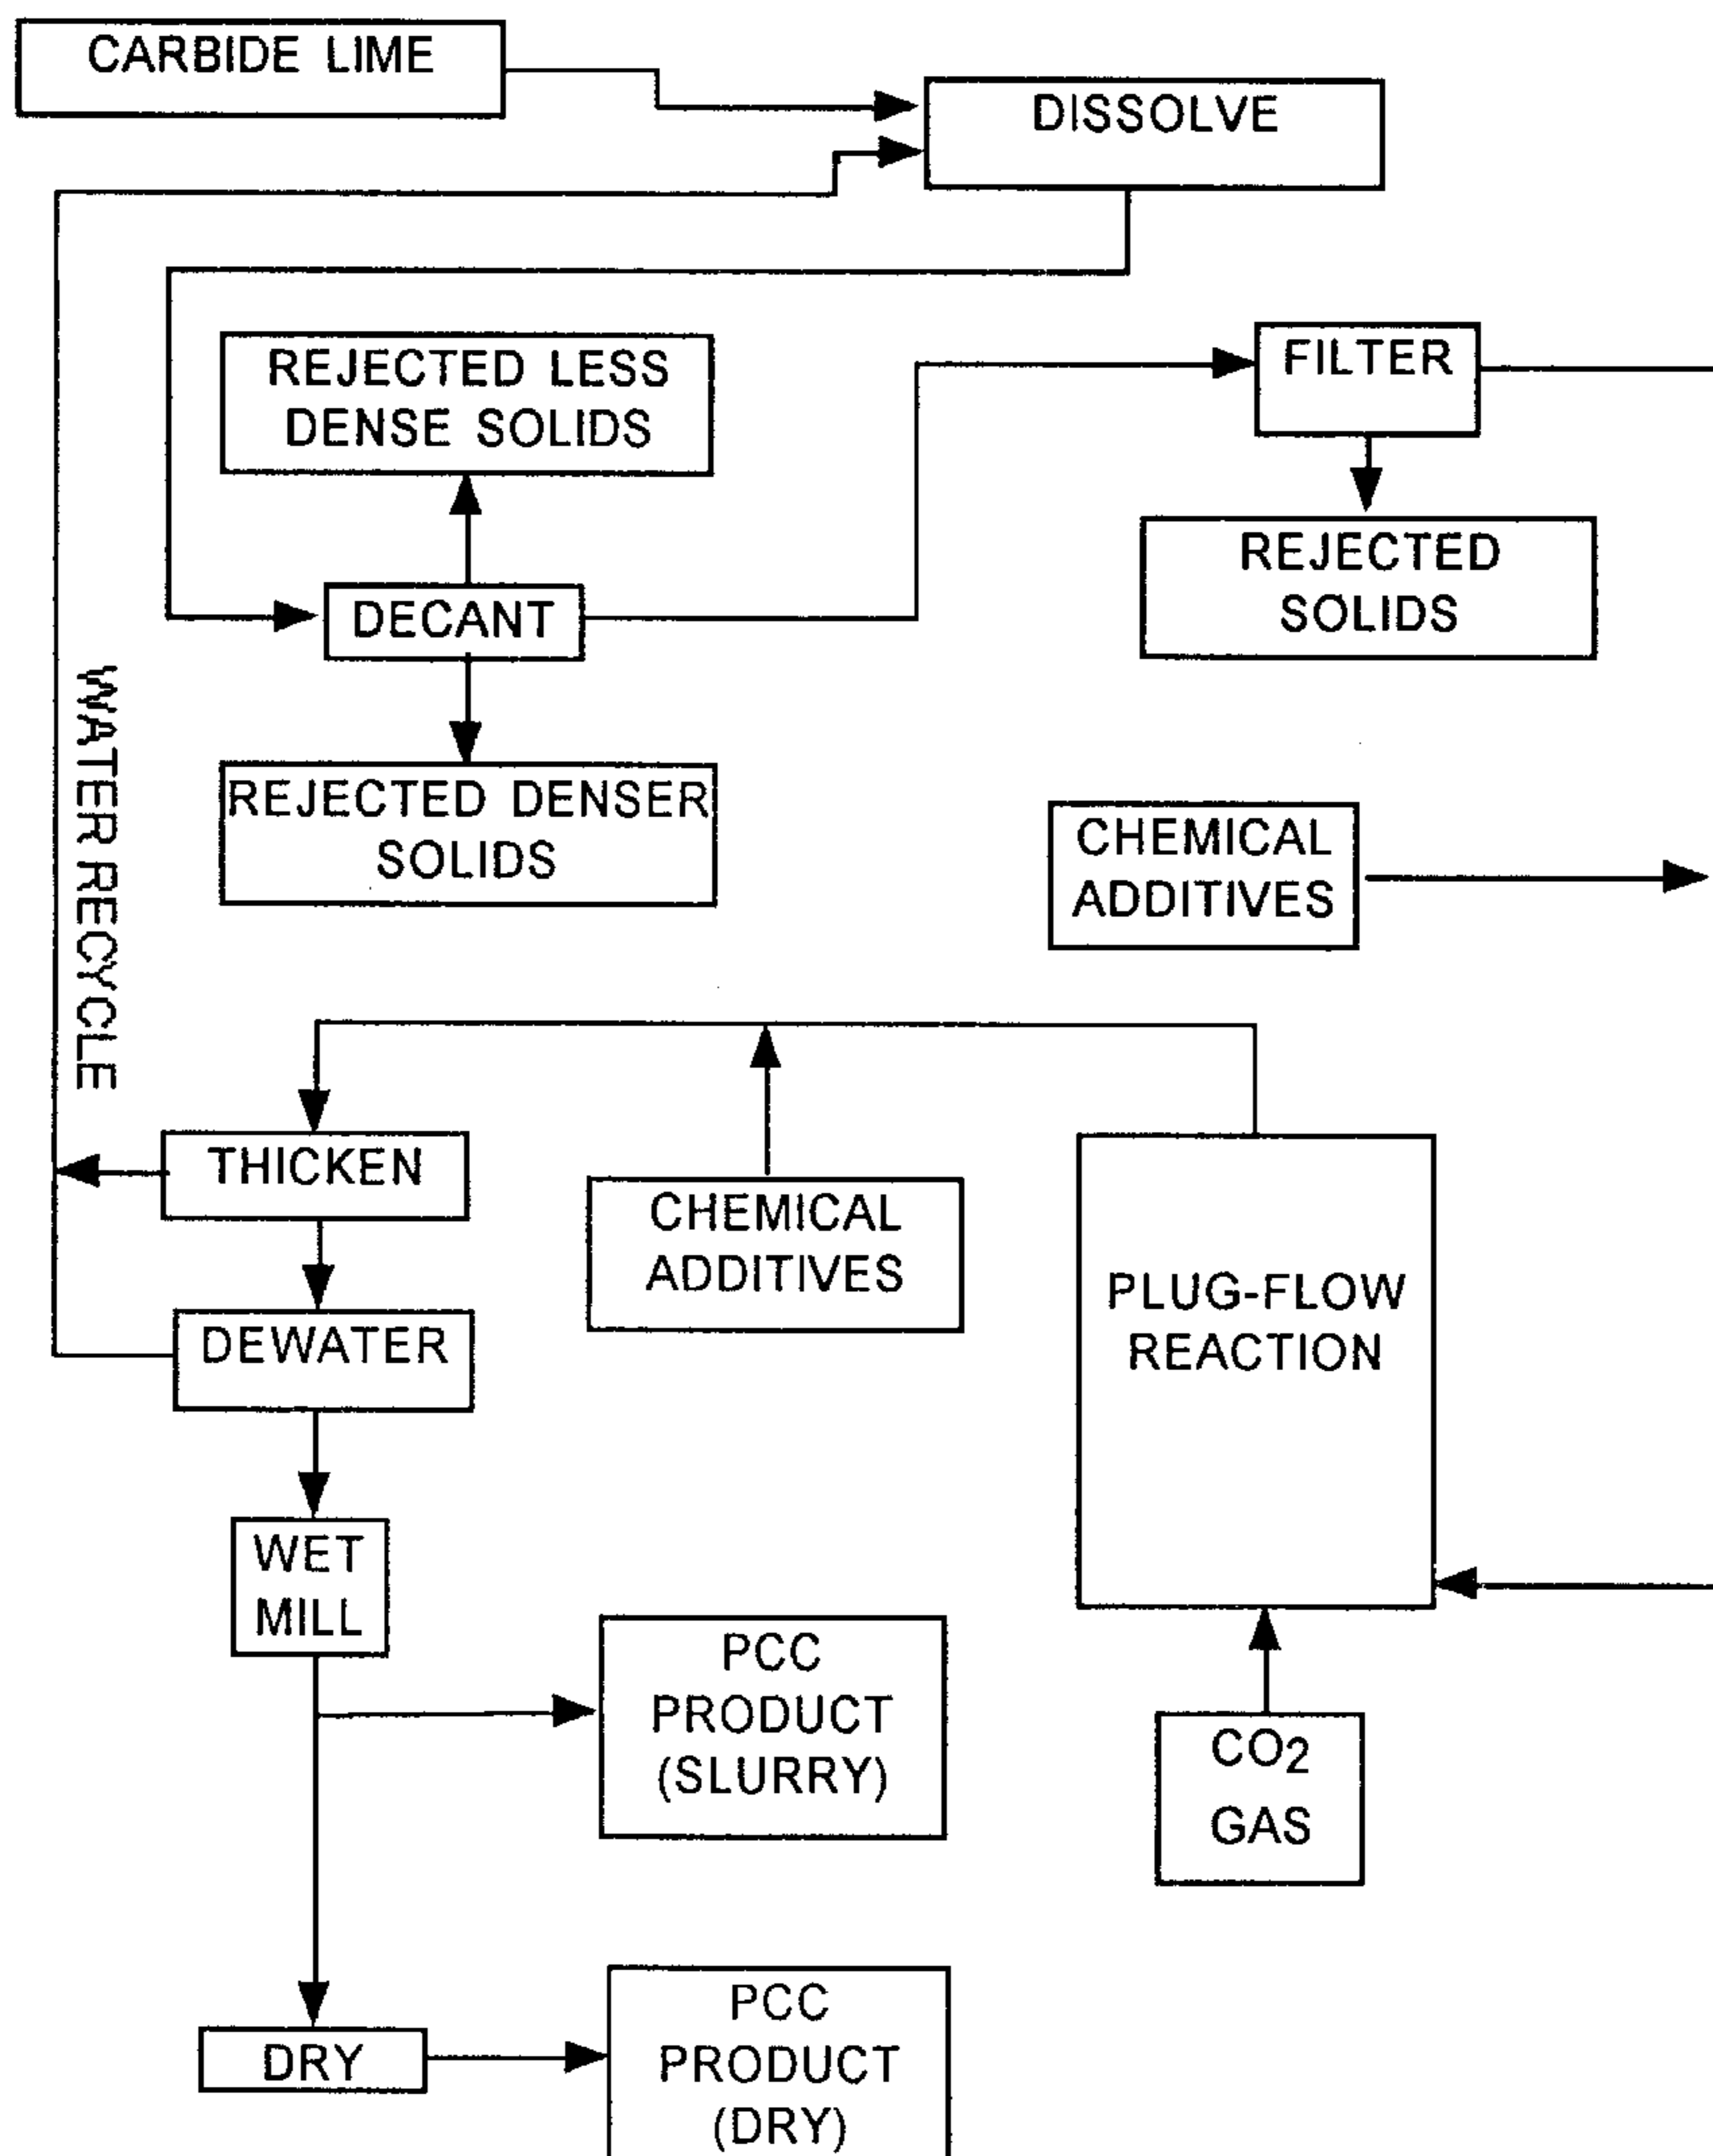 CARBIDE LIME
DISSOLVE
REJECTED LESS
DENSE SOLIDS
FILTER
REJECTED
SOLIDS
DECANT
REJECTED DENSER
SOLIDS
WATER RECYCLE
CHEMICAL
ADDITIVES
THICKEN
CHEMICAL
ADDITIVES
PLUG-FLOW
REACTION
DEWATER
WET
MILL
PCC
PRODUCT
(SLURRY)
CO2
GAS
DRY
PCC
PRODUCT
(DRY)